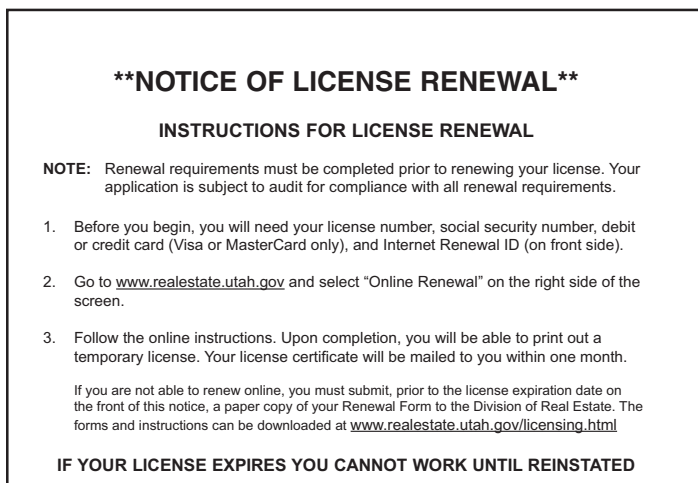 **NOTICE OF LICENSE RENEWAL**
INSTRUCTIONS FOR LICENSE RENEWAL
NOTE: Renewal requirements must be completed prior to renewing your license. Your
application is subject to audit for compliance with all renewal requirements.
1. Before you begin, you will need your license number, social security number, debit
or credit card (Visa or MasterCard only), and Internet Renewal ID (on front side).
2. Go to www.realestate.utah.gov and select “Online Renewal” on the right side of the
screen.
3. Follow the online instructions. Upon completion, you will be able to print out a
temporary license. Your license certificate will be mailed to you within one month.
If you are not able to renew online, you must submit, prior to the license expiration date on
the front of this notice, a paper copy of your Renewal Form to the Division of Real Estate. The
forms and instructions can be downloaded at www.realestate.utah.gov/licensing.html
IF YOUR LICENSE EXPIRES YOU CANNOT WORK UNTIL REINSTATED